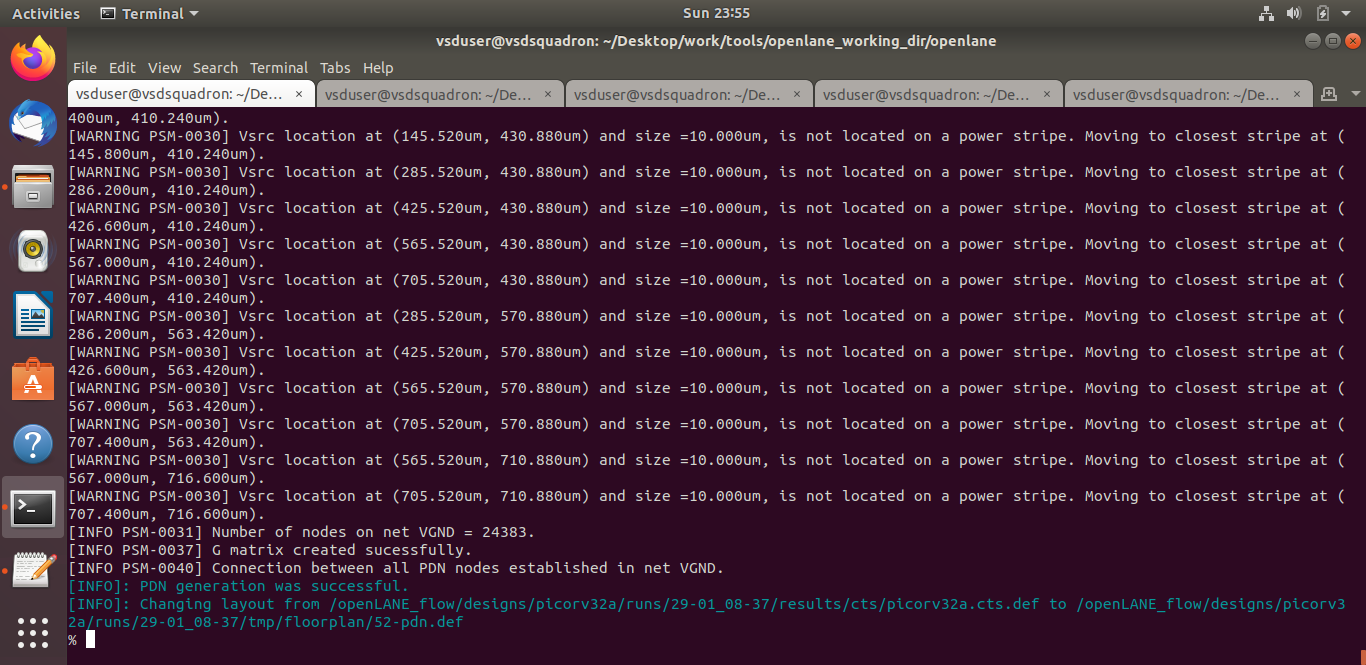 Activities Terminal Sun 23:55
vsduser@vsdsquadron: ~/Desktop/work/tools/openlane_working_dir/openlane
File Edit View Search Terminal Tabs Help
vsduser@vsdsquadron: ~/De... × vsduser@vsdsquadron: ~/De... × vsduser@vsdsquadron: ~/De... × vsduser@vsdsquadron: ~/De... × vsduser@vsdsquadron: ~/De... ×
400um, 410.240um).
[WARNING PSM-0030] Vsrc location at (145.520um, 430.880um) and size =10.000um, is not located on a power stripe. Moving to closest stripe at (
145.800um, 410.240um).
[WARNING PSM-0030] Vsrc location at (285.520um, 430.880um) and size =10.000um, is not located on a power stripe. Moving to closest stripe at (
286.200um, 410.240um).
[WARNING PSM-0030] Vsrc location at (425.520um, 430.880um) and size =10.000um, is not located on a power stripe. Moving to closest stripe at (
426.600um, 410.240um).
[WARNING PSM-0030] Vsrc location at (565.520um, 430.880um) and size =10.000um, is not located on a power stripe. Moving to closest stripe at (
567.000um, 410.240um).
[WARNING PSM-0030] Vsrc location at (705.520um, 430.880um) and size =10.000um, is not located on a power stripe. Moving to closest stripe at (
707.400um, 410.240um).
[WARNING PSM-0030] Vsrc location at (285.520um, 570.880um) and size =10.000um, is not located on a power stripe. Moving to closest stripe at (
286.200um, 563.420um).
[WARNING PSM-0030] Vsrc location at (425.520um, 570.880um) and size =10.000um, is not located on a power stripe. Moving to closest stripe at (
426.600um, 563.420um).
[WARNING PSM-0030] Vsrc location at (565.520um, 570.880um) and size =10.000um, is not located on a power stripe. Moving to closest stripe at (
567.000um, 563.420um).
[WARNING PSM-0030] Vsrc location at (705.520um, 570.880um) and size =10.000um, is not located on a power stripe. Moving to closest stripe at (
707.400um, 563.420um).
[WARNING PSM-0030] Vsrc location at (565.520um, 710.880um) and size =10.000um, is not located on a power stripe. Moving to closest stripe at (
567.000um, 716.600um).
[WARNING PSM-0030] Vsrc location at (705.520um, 710.880um) and size =10.000um, is not located on a power stripe. Moving to closest stripe at (
707.400um, 716.600um).
[INFO PSM-0031] Number of nodes on net VGND = 24383.
[INFO PSM-0037] G matrix created sucessfully.
[INFO PSM-0040] Connection between all PDN nodes established in net VGND.
[INFO]: PDN generation was successful.
[INFO]: Changing layout from /openLANE_flow/designs/picorv32a/runs/29-01_08-37/results/cts/picorv32a.cts.def to /openLANE_flow/designs/picorv3
2a/runs/29-01_08-37/tmp/floorplan/52-pdn.def
%